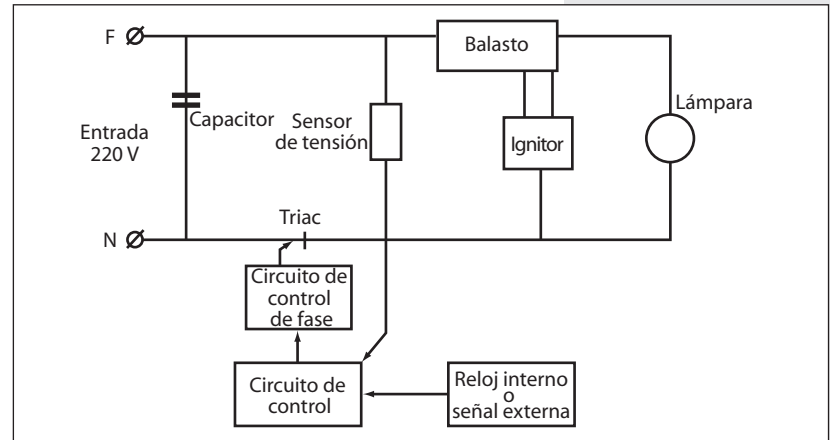 F
Balasto
Capacitor
Sensor
de tensión
Lámpara
Entrada
220 V
Ignitor
N
Triac
Circuito de
control
de fase
Circuito de
control
Reloj interno
o
señal externa